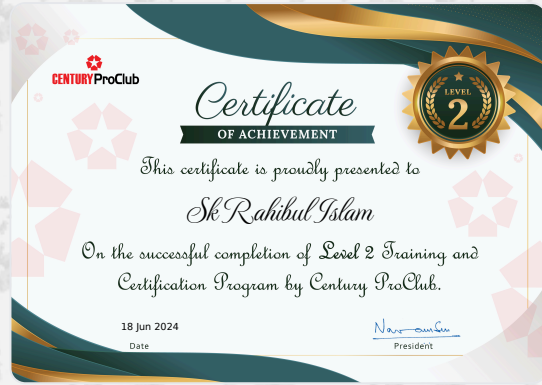 CENTURY ProClub
LEVEL
2
Certificate
OF ACHIEVEMENT
This certificate is proudly presented to
Sk Rahibul Islam
On the successful completion of Level 2 Training and
Certification Program by Century ProClub.
18 Jun 2024
Date
President